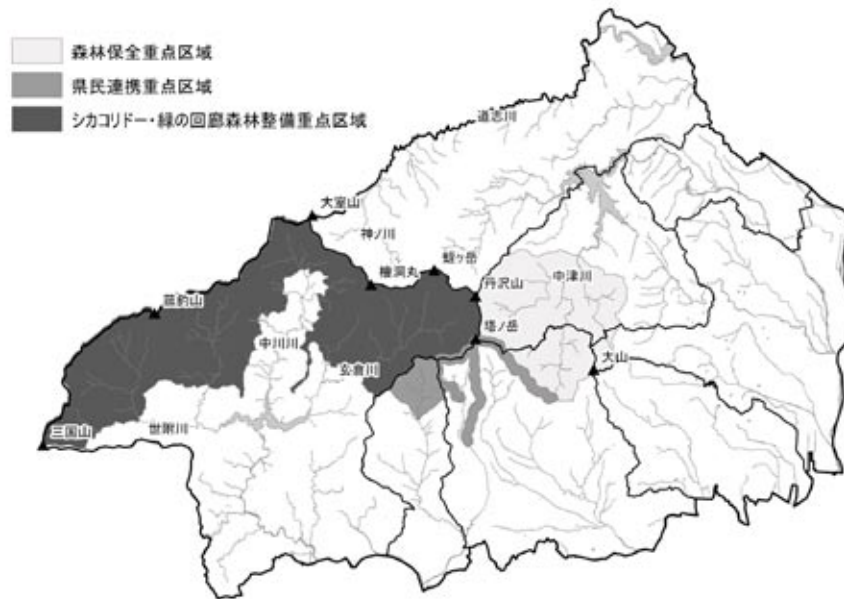 森林保全重点区域
県民連携重点区域
シカコリドー・緑の回廊森林整備重点区域
道志川
大室山
神ノ川
蛭ヶ岳
檜洞丸
丹沢山
中津川
菰釣山
塔ノ岳
中川川
玄倉川
大山
三国山
世附川